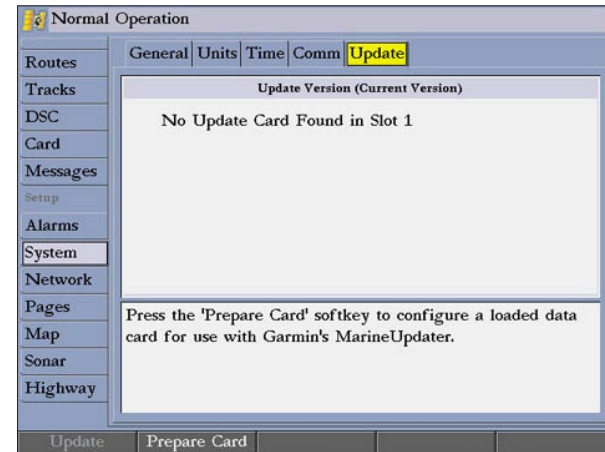 Normal Operation
General Units Time Comm Update
Routes
Tracks
DSC
Card
Messages
Setup
Alarms
System
Network
Pages
Map
Sonar
Highway
Update Version (Current Version)
No Update Card Found in Slot 1
Press the 'Prepare Card' softkey to configure a loaded data
card for use with Garmin's MarineUpdater.
Update Prepare Card